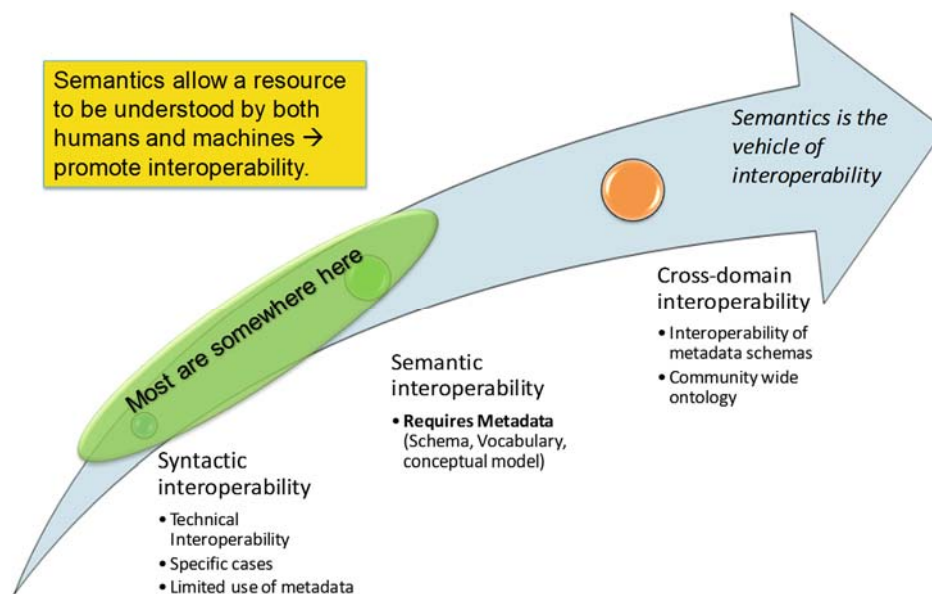 Semantics allow a resource
to be understood by both
humans and machines →
promote interoperability.
Semantics is the
vehicle of
interoperability
Most are somewhere here
Cross-domain
interoperability
• Interoperability of
metadata schemas
• Community wide
ontology
Semantic
interoperability
• Requires Metadata
(Schema, Vocabulary,
conceptual model)
Syntactic
interoperability
• Technical
Interoperability
• Specific cases
• Limited use of metadata